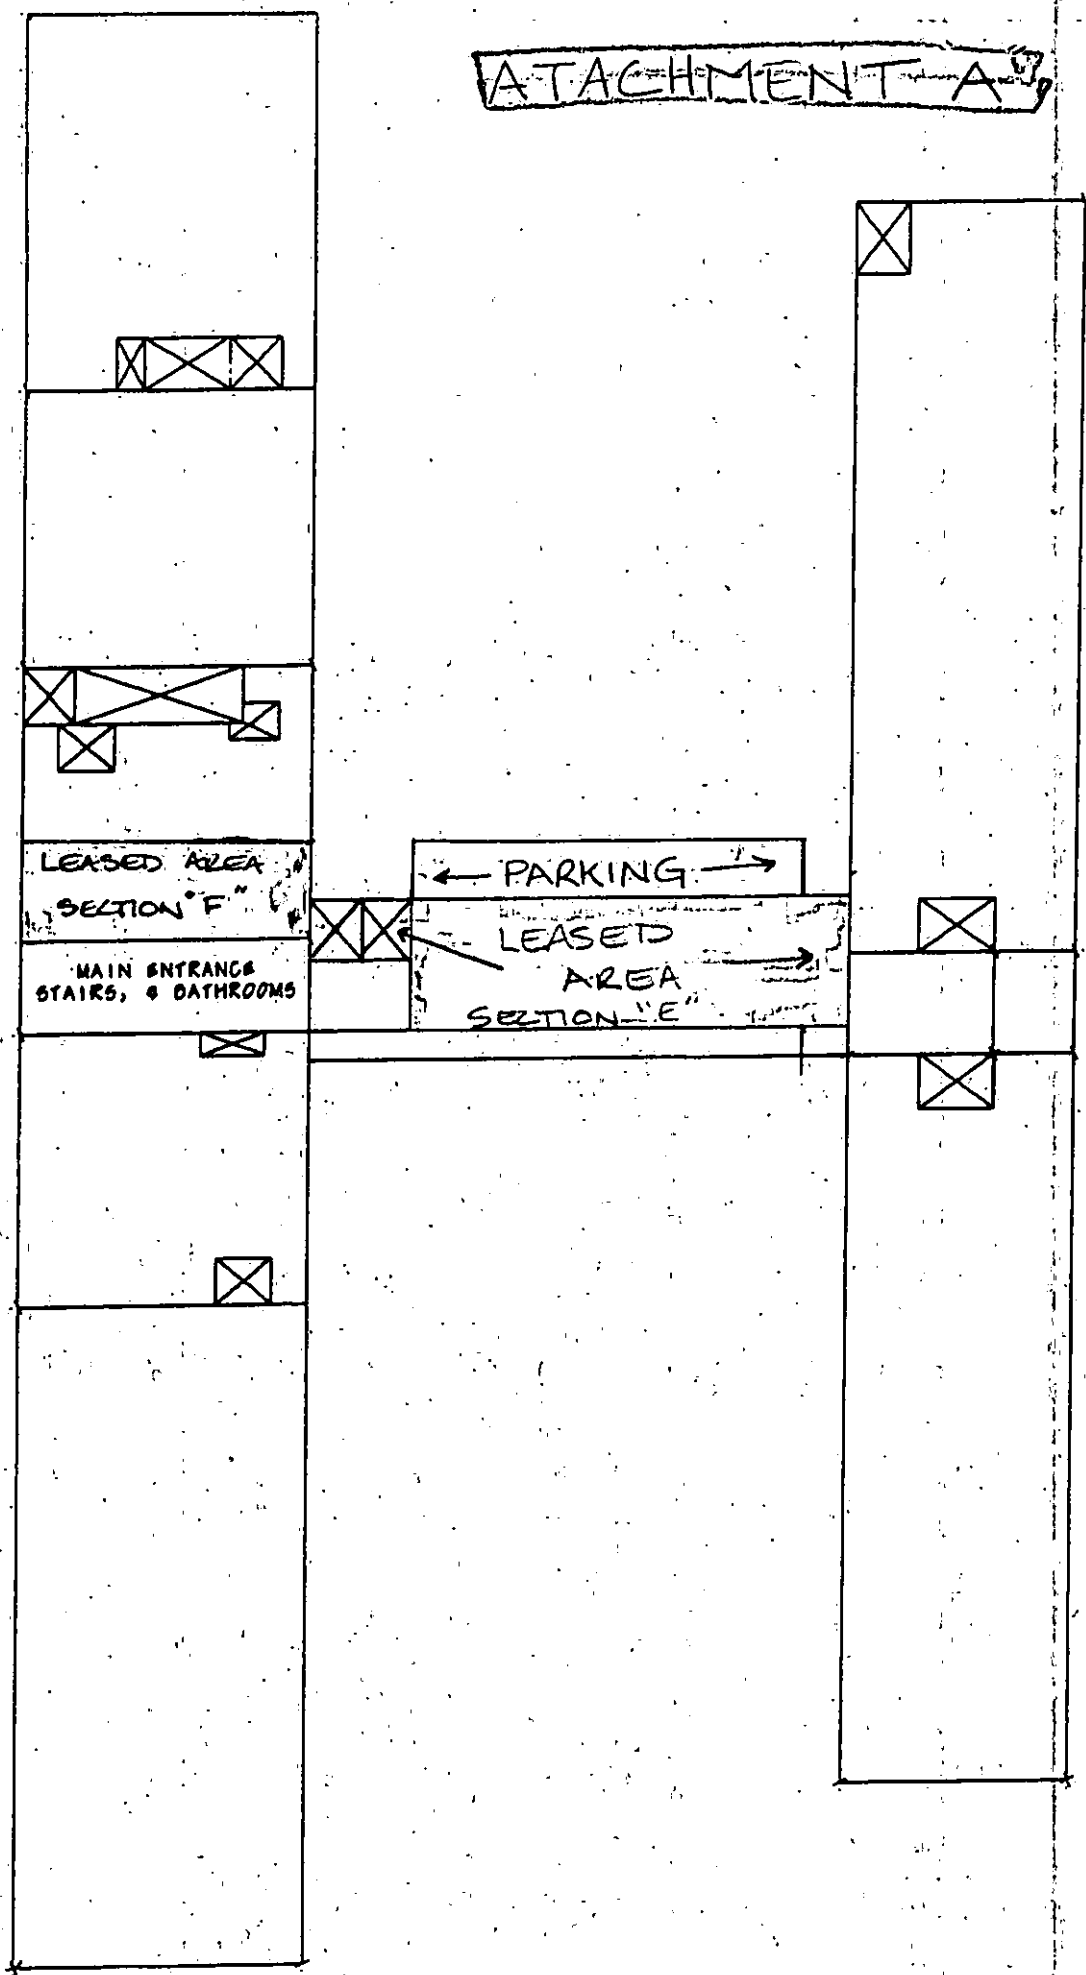 ATACHMENT A"
LEASED AREA
SECTION "F"
MAIN ENTRANCE
STAIRS, & BATHROOMS
PARKING
LEASED
AREA
SECTION "E"